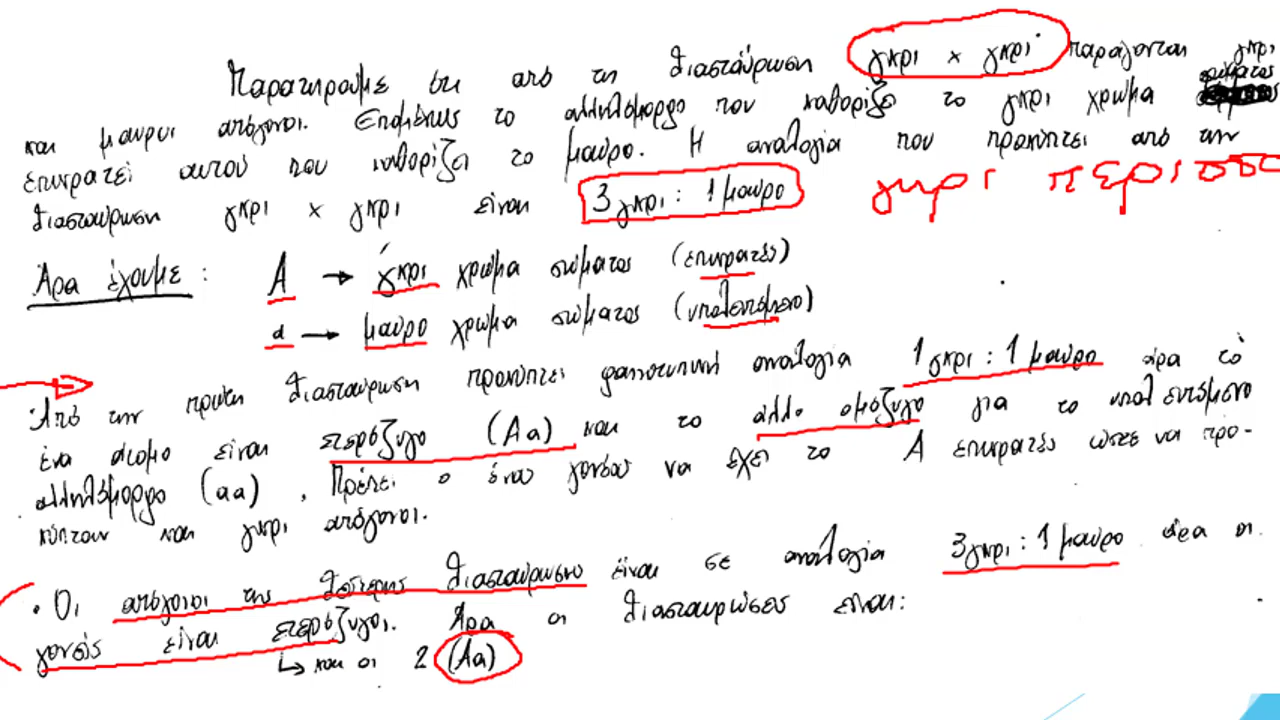 Παρατηρούμε ότι από τη διασταύρωση γκρι x γκρι παράγονται γκρι
και μαύροι απόγονοι. Επομένως το αλληλόμορφο που καθορίζει το γκρι χρώμα σώματος
επικρατεί αυτού που καθορίζει το μαύρο. Η αναλογία που προκύπτει από την
διασταύρωση γκρι x γκρι είναι 3 γκρι : 1 μαύρο
γκρι περισσο
Άρα έχουμε : A → γκρι χρώμα σώματος (επικρατές)
a → μαύρο χρώμα σώματος (υπολειπόμενο)
Από την πρώτη διασταύρωση προκύπτει φαινοτυπική αναλογία 1 γκρι : 1 μαύρο άρα το
ένα άτομο είναι ετερόζυγο (Aa) και το άλλο ομόζυγο για το υπολειπόμενο
αλληλόμορφο (aa) . Πρέπει ο ένας γονέας να έχει το A επικρατές ώστε να προ-
κύπτουν και γκρι απόγονοι.
• Οι απόγονοι της δεύτερης διασταύρωσης είναι σε αναλογία 3 γκρι : 1 μαύρο άρα οι
γονείς είναι ετερόζυγοι. Άρα οι διασταυρώσεις είναι:
↳ και οι 2 (Aa)